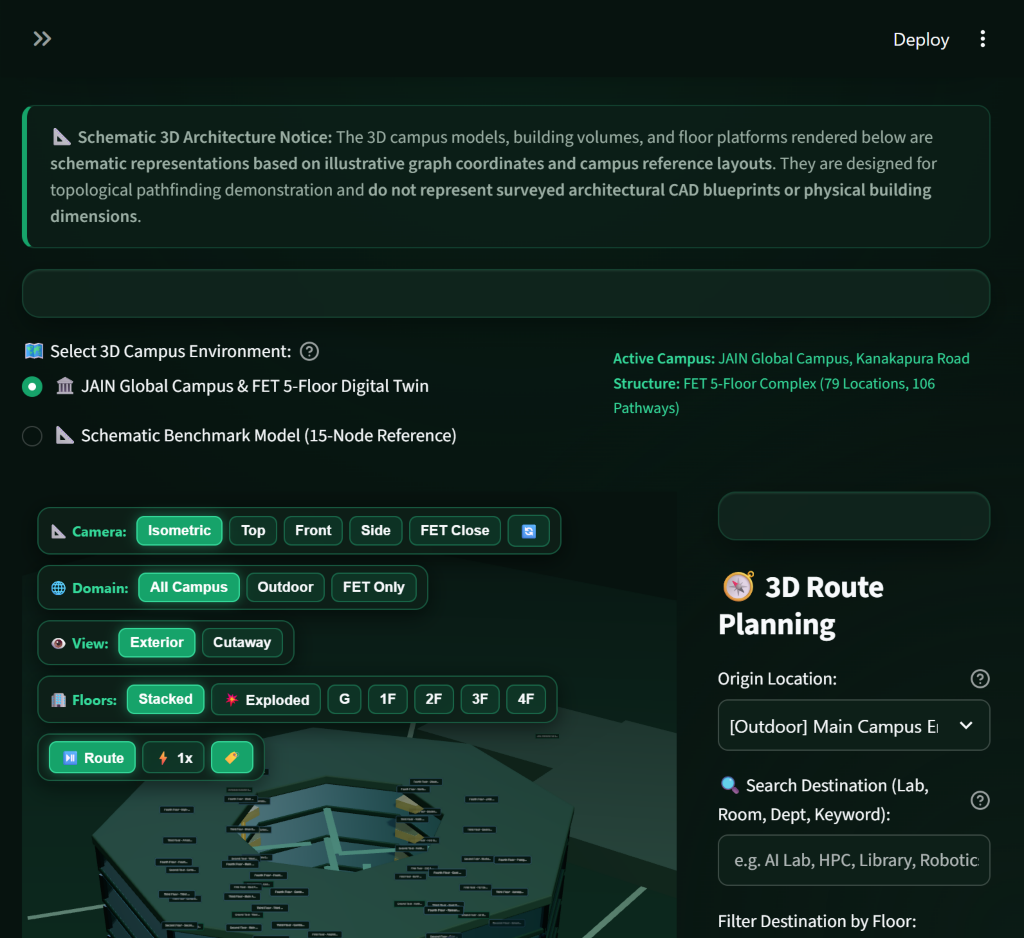 Deploy
Schematic 3D Architecture Notice: The 3D campus models, building volumes, and floor platforms rendered below are
schematic representations based on illustrative graph coordinates and campus reference layouts. They are designed for
topological pathfinding demonstration and do not represent surveyed architectural CAD blueprints or physical building
dimensions.
Select 3D Campus Environment:
JAIN Global Campus & FET 5-Floor Digital Twin
Schematic Benchmark Model (15-Node Reference)
Active Campus: JAIN Global Campus, Kanakapura Road
Structure: FET 5-Floor Complex (79 Locations, 106
Pathways)
Camera: Isometric Top Front Side FET Close
Domain: All Campus Outdoor FET Only
View: Exterior Cutaway
Floors: Stacked Exploded G 1F 2F 3F 4F
Route 1x
3D Route
Planning
Origin Location:
[Outdoor] Main Campus
Search Destination (Lab,
Room, Dept, Keyword):
e.g. AI Lab, HPC, Library, Robotic
Filter Destination by Floor: